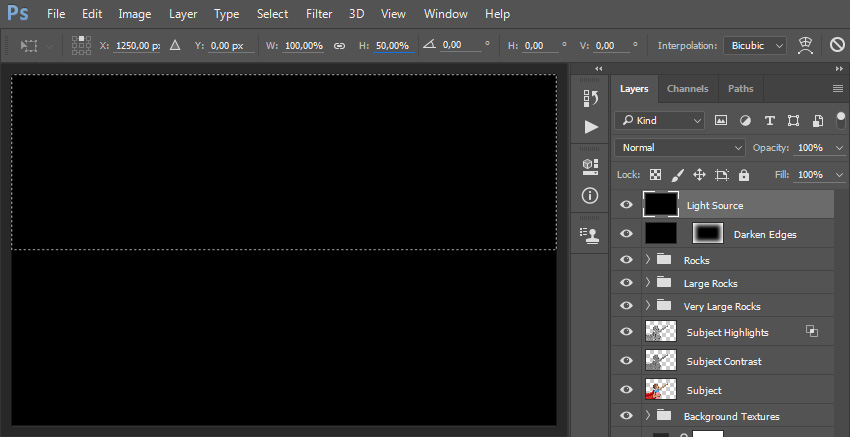 Ps File Edit Image Layer Type Select Filter 3D View Window Help
X: 1250,00 px Y: 0,00 px W: 100,00% H: 50,00% 0,00 ° H: 0,00 ° V: 0,00 ° Interpolation: Bicubic
Layers Channels Paths
Kind
Normal Opacity: 100%
Lock: Fill: 100%
Light Source
Darken Edges
Rocks
Large Rocks
Very Large Rocks
Subject Highlights
Subject Contrast
Subject
Background Textures